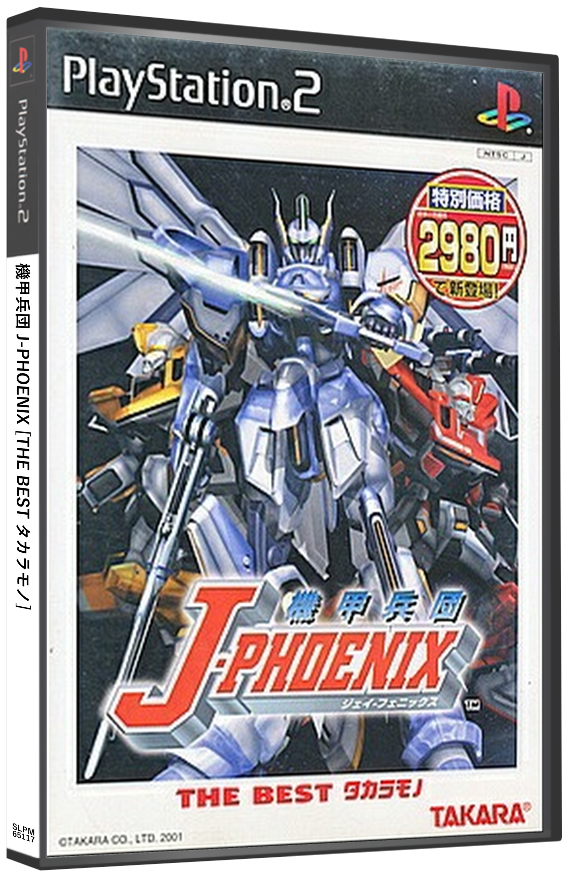 PlayStation®2
NTSC J
特別価格
2980円
で新登場!
機甲兵団
J-PHOENIX
ジェイ・フェニックス
TM
THE BEST タカラモノ
TAKARA®
©TAKARA CO., LTD. 2001
PlayStation®2
機甲兵団 J-PHOENIX [THE BEST タカラモノ]
SLPM
65117